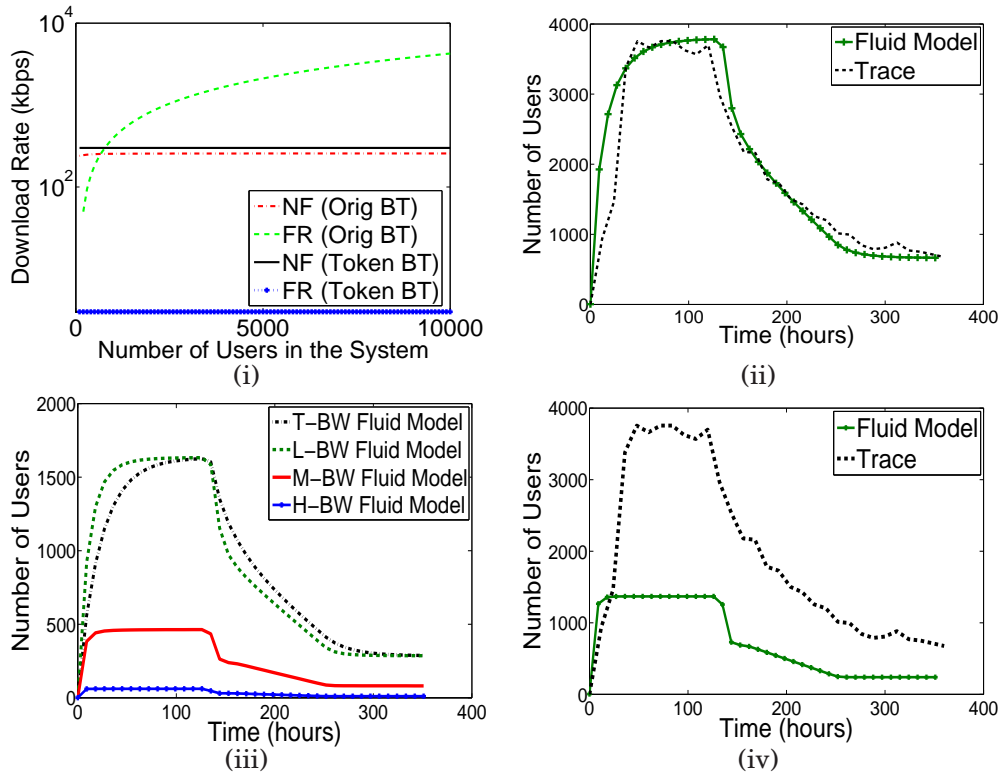 10^4
10^2
Download Rate (kbps)
NF (Orig BT)
FR (Orig BT)
NF (Token BT)
FR (Token BT)
0 5000 10000
Number of Users in the System
(i)
4000
3000
2000
1000
0
Number of Users
Fluid Model
Trace
0 100 200 300 400
Time (hours)
(ii)
2000
1500
1000
500
0
Number of Users
T-BW Fluid Model
L-BW Fluid Model
M-BW Fluid Model
H-BW Fluid Model
0 100 200 300 400
Time (hours)
(iii)
4000
3000
2000
1000
0
Number of Users
Fluid Model
Trace
0 100 200 300 400
Time (hours)
(iv)